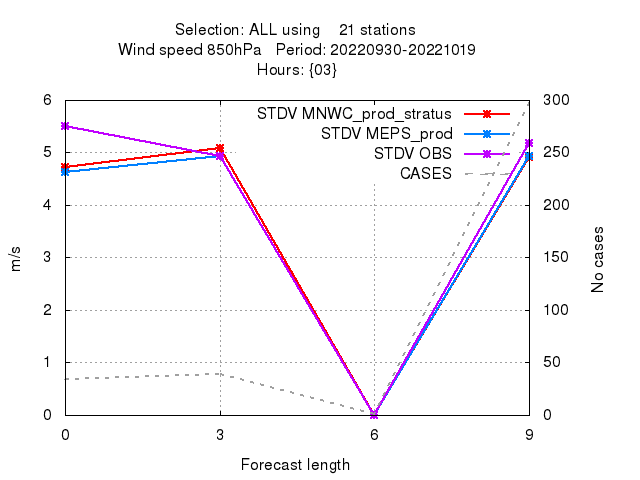 Selection: ALL using 21 stations
Wind speed 850hPa Period: 20220930-20221019
Hours: {03}
STDV MNWC_prod_stratus
STDV MEPS_prod
STDV OBS
CASES
6
5
4
3
2
1
0
300
250
200
150
100
50
0
m/s
No cases
0 3 6 9
Forecast length